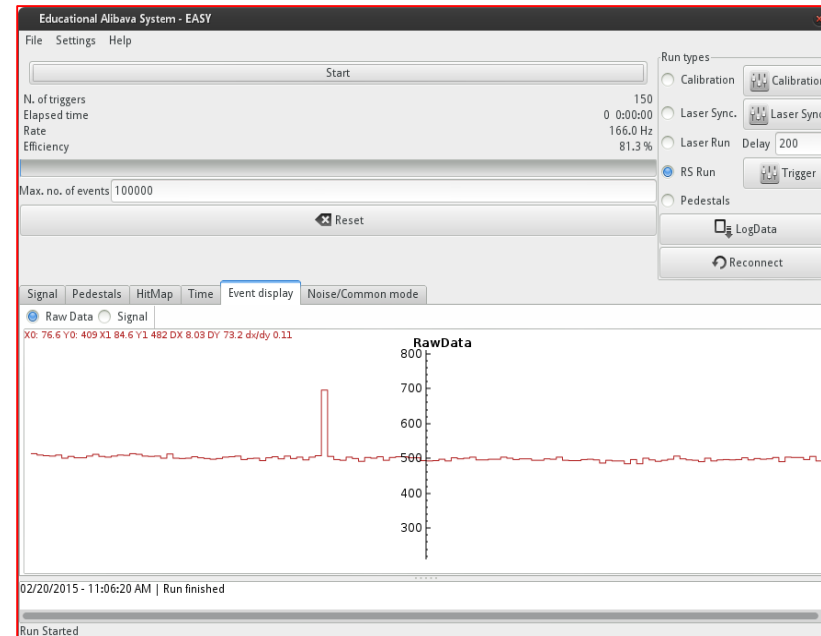 Educational Alibava System - EASY
File Settings Help
Start
N. of triggers 150
Elapsed time 0 0:00:00
Rate 166.0 Hz
Efficiency 81.3 %
Max. no. of events 100000
Reset
Run types
Calibration Calibration
Laser Sync. Laser Sync
Laser Run Delay 200
RS Run Trigger
Pedestals
LogData
Reconnect
Signal Pedestals HitMap Time Event display Noise/Common mode
Raw Data Signal
X0: 76.6 Y0: 409 X1 84.6 Y1 482 DX 8.03 DY 73.2 dx/dy 0.11
RawData
800
700
600
500
400
300
02/20/2015 - 11:06:20 AM | Run finished
Run Started